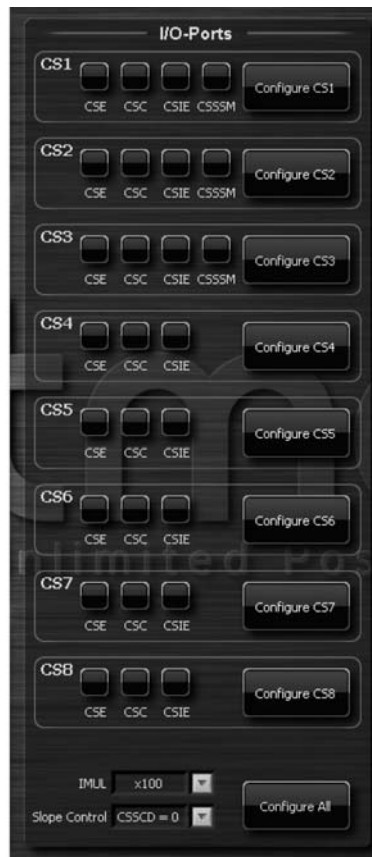 I/O-Ports
CS1
CSE CSC CSIE CSSSM
Configure CS1
CS2
CSE CSC CSIE CSSSM
Configure CS2
CS3
CSE CSC CSIE CSSSM
Configure CS3
CS4
CSE CSC CSIE
Configure CS4
CS5
CSE CSC CSIE
Configure CS5
CS6
CSE CSC CSIE
Configure CS6
nlimited Pos
CS7
CSE CSC CSIE
Configure CS7
CS8
CSE CSC CSIE
Configure CS8
IMUL x100
Slope Control CSSCD = 0
Configure All